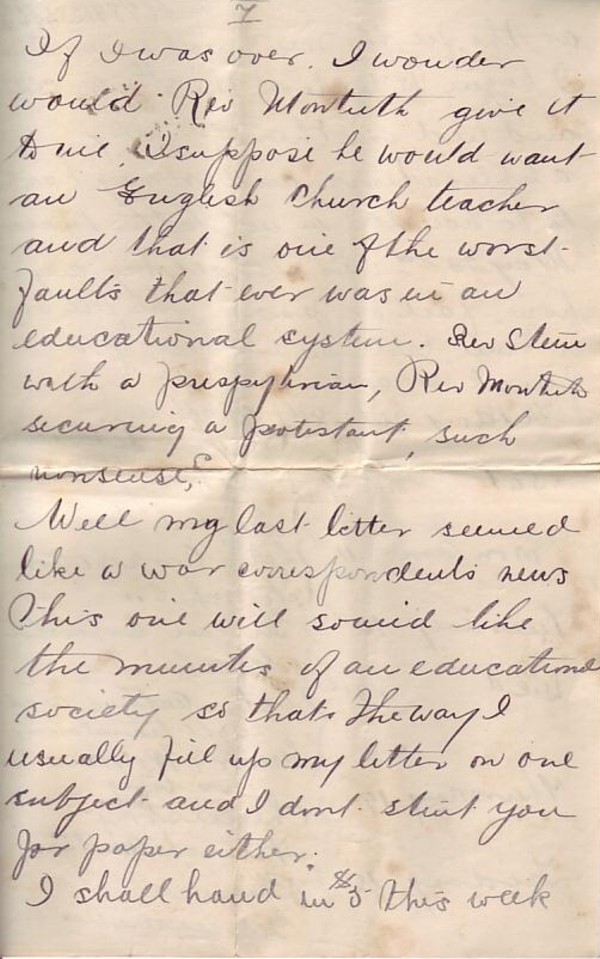 7
If I was over. I wonder
would Rev Monteith give it
to me. I suppose he would want
an English Church teacher
and that is one of the worst
faults that ever was in an
educational system. Rev
with a prespyterian, Rev Monteith
securing a protestant, such
nonsense,
Well my last letter seemed
like a war correspondents news
This one will sound like
the minutes of an educational
society so thats the way I
usually fill up my letter on one
subject and I dont stint you
for paper either.
I shall hand in $5 this week